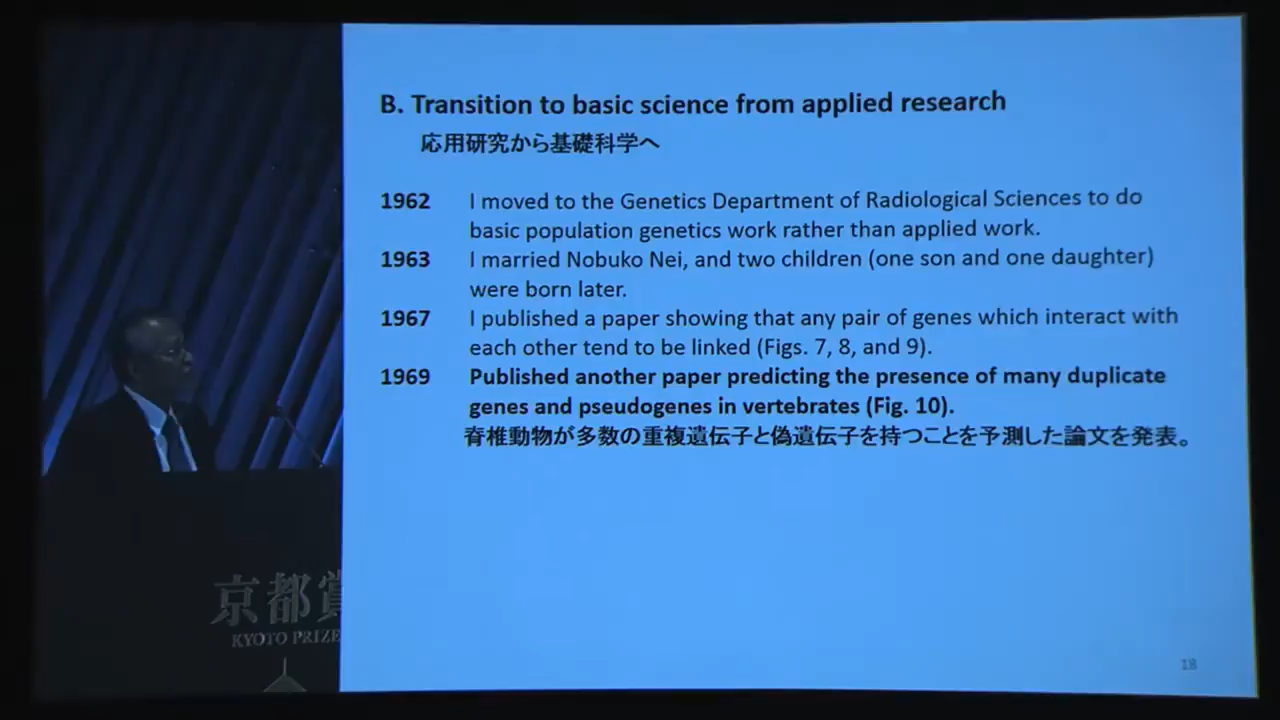 B. Transition to basic science from applied research
応用研究から基礎科学へ
1962 I moved to the Genetics Department of Radiological Sciences to do
basic population genetics work rather than applied work.
1963 I married Nobuko Nei, and two children (one son and one daughter)
were born later.
1967 I published a paper showing that any pair of genes which interact with
each other tend to be linked (Figs. 7, 8, and 9).
1969 Published another paper predicting the presence of many duplicate
genes and pseudogenes in vertebrates (Fig. 10).
脊椎動物が多数の重複遺伝子と偽遺伝子を持つことを予測した論文を発表。
18
京都賞
KYOTO PRIZE